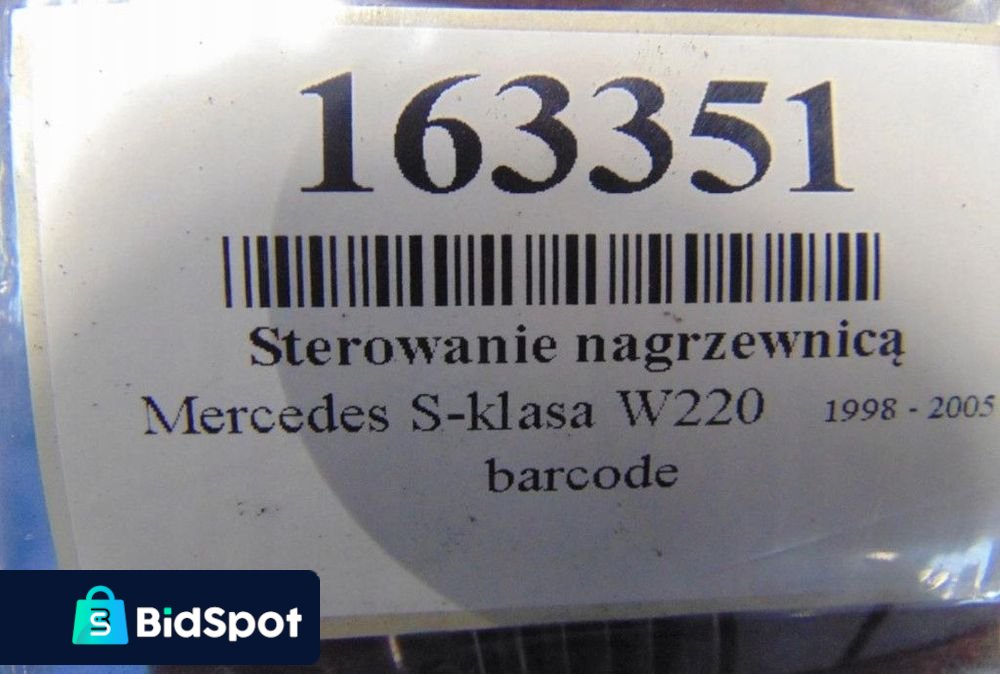 163351
Sterowanie nagrzewnicą
Mercedes S-klasa W220 1998 - 2005
barcode
BidSpot